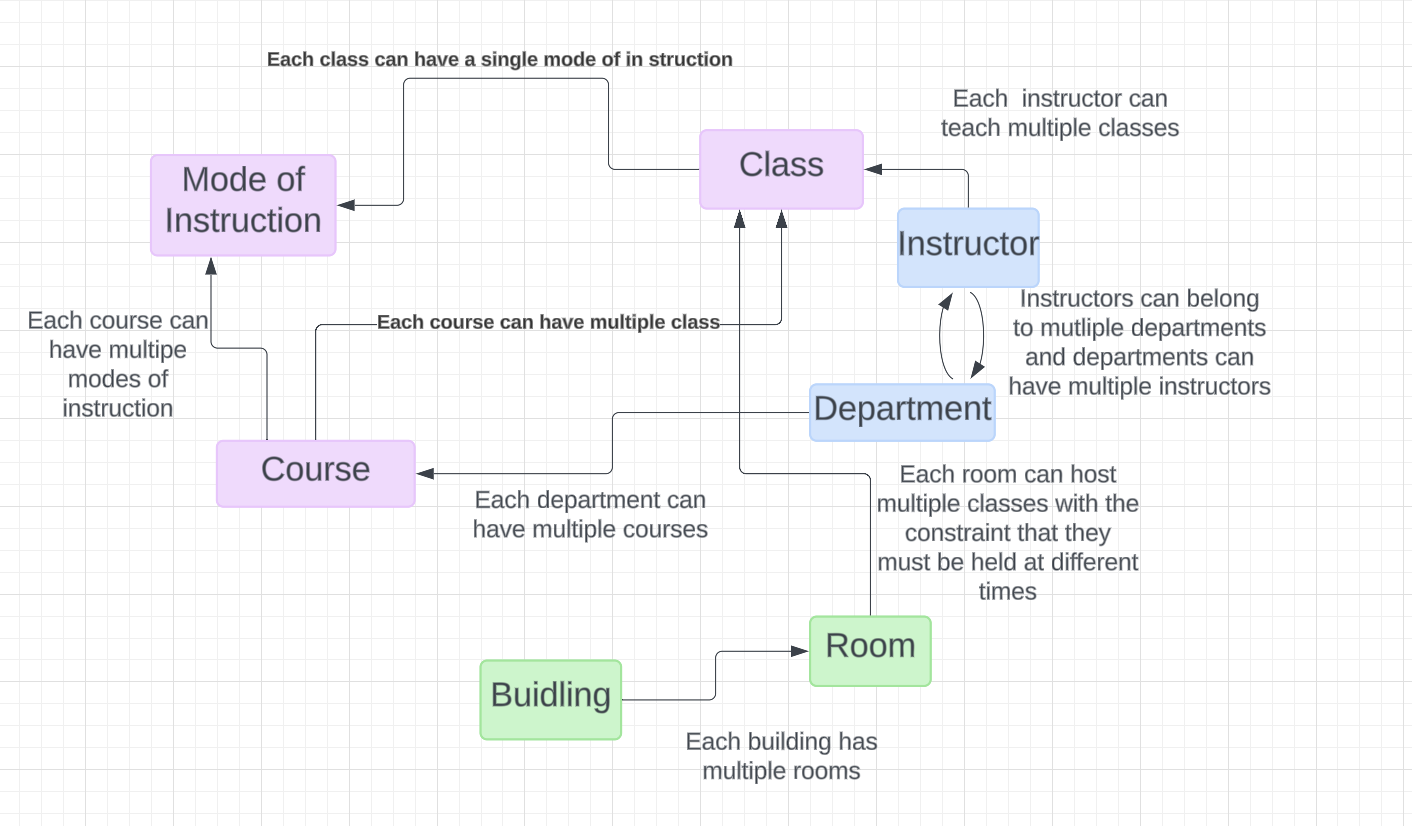 Each class can have a single mode of in struction
Each  instructor can
teach multiple classes
Class
Mode of
Instruction
Instructor
Instructors can belong
to mutliple departments
and departments can
have multiple instructors
Each course can
have multipe
modes of
instruction
Each course can have multiple class
Department
Course
Each department can
have multiple courses
Each room can host
multiple classes with the
constraint that they
must be held at different
times
Room
Buidling
Each building has
multiple rooms